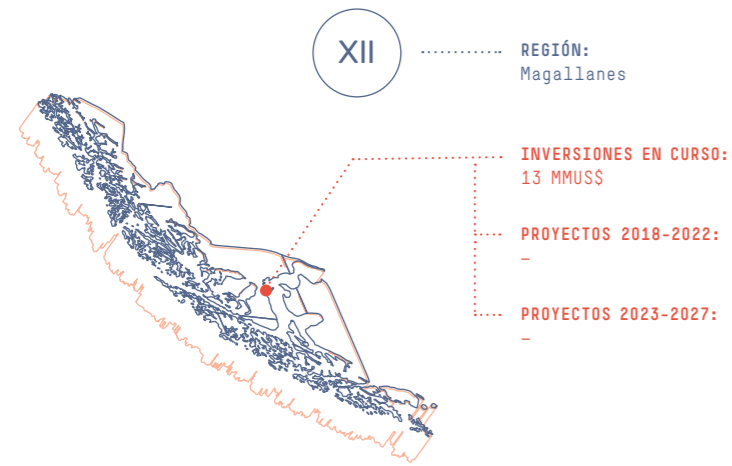 XII
REGIÓN:
Magallanes
INVERSIONES EN CURSO:
13 MMUS$
PROYECTOS 2018-2022:
–
PROYECTOS 2023-2027:
–